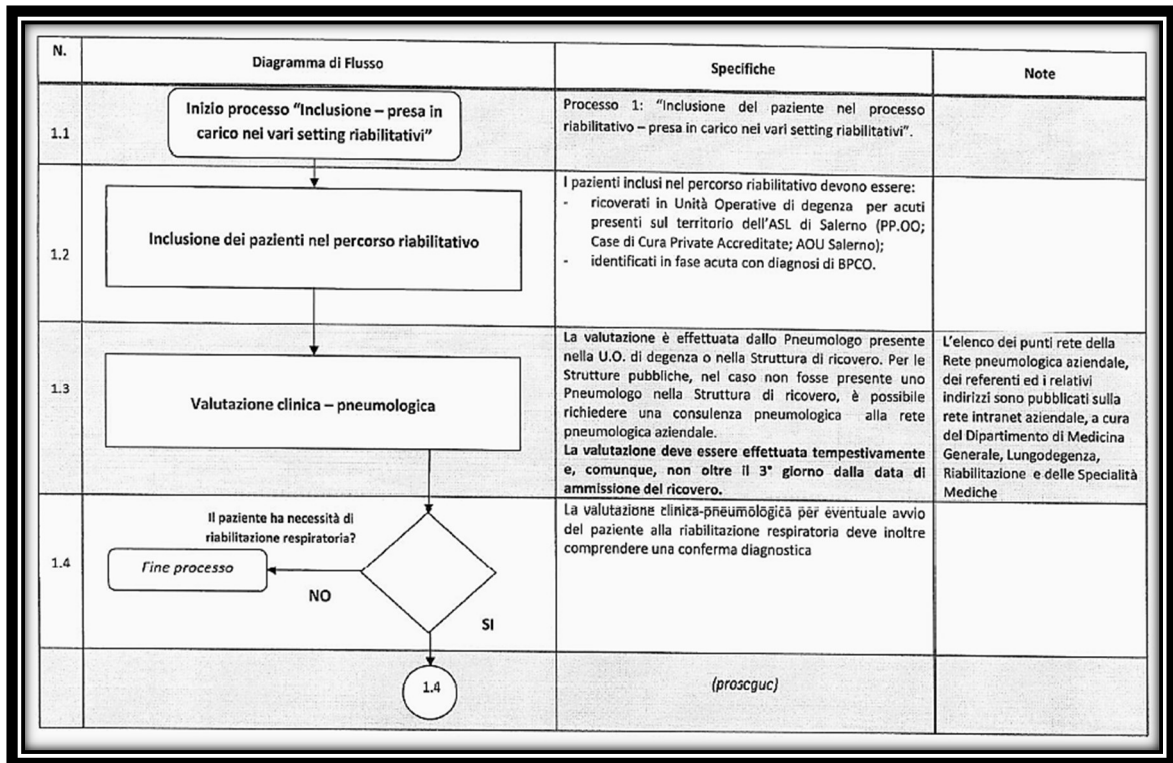 N.
Diagramma di Flusso
Specifiche
Note
1.1
Inizio processo "Inclusione – presa in
carico nei vari setting riabilitativi"
Processo 1: "Inclusione del paziente nel processo
riabilitativo – presa in carico nei vari setting riabilitativi".
1.2
Inclusione dei pazienti nel percorso riabilitativo
I pazienti inclusi nel percorso riabilitativo devono essere:
- ricoverati in Unità Operative di degenza per acuti
presenti sul territorio dell'ASL di Salerno (PP.OO;
Case di Cura Private Accreditate; AOU Salerno);
- identificati in fase acuta con diagnosi di BPCO.
1.3
Valutazione clinica – pneumologica
La valutazione è effettuata dallo Pneumologo presente
nella U.O. di degenza o nella Struttura di ricovero. Per le
Strutture pubbliche, nel caso non fosse presente uno
Pneumologo nella Struttura di ricovero, è possibile
richiedere una consulenza pneumologica alla rete
pneumologica aziendale.
La valutazione deve essere effettuata tempestivamente
e, comunque, non oltre il 3° giorno dalla data di
ammissione del ricovero.
L'elenco dei punti rete della
Rete pneumologica aziendale,
dei referenti ed i relativi
indirizzi sono pubblicati sulla
rete intranet aziendale, a cura
del Dipartimento di Medicina
Generale, Lungodegenza,
Riabilitazione e delle Specialità
Mediche
1.4
Il paziente ha necessità di
riabilitazione respiratoria?
Fine processo
NO
SI
La valutazione clinica-pneumologica per eventuale avvio
del paziente alla riabilitazione respiratoria deve inoltre
comprendere una conferma diagnostica
1.4
(prosegue)